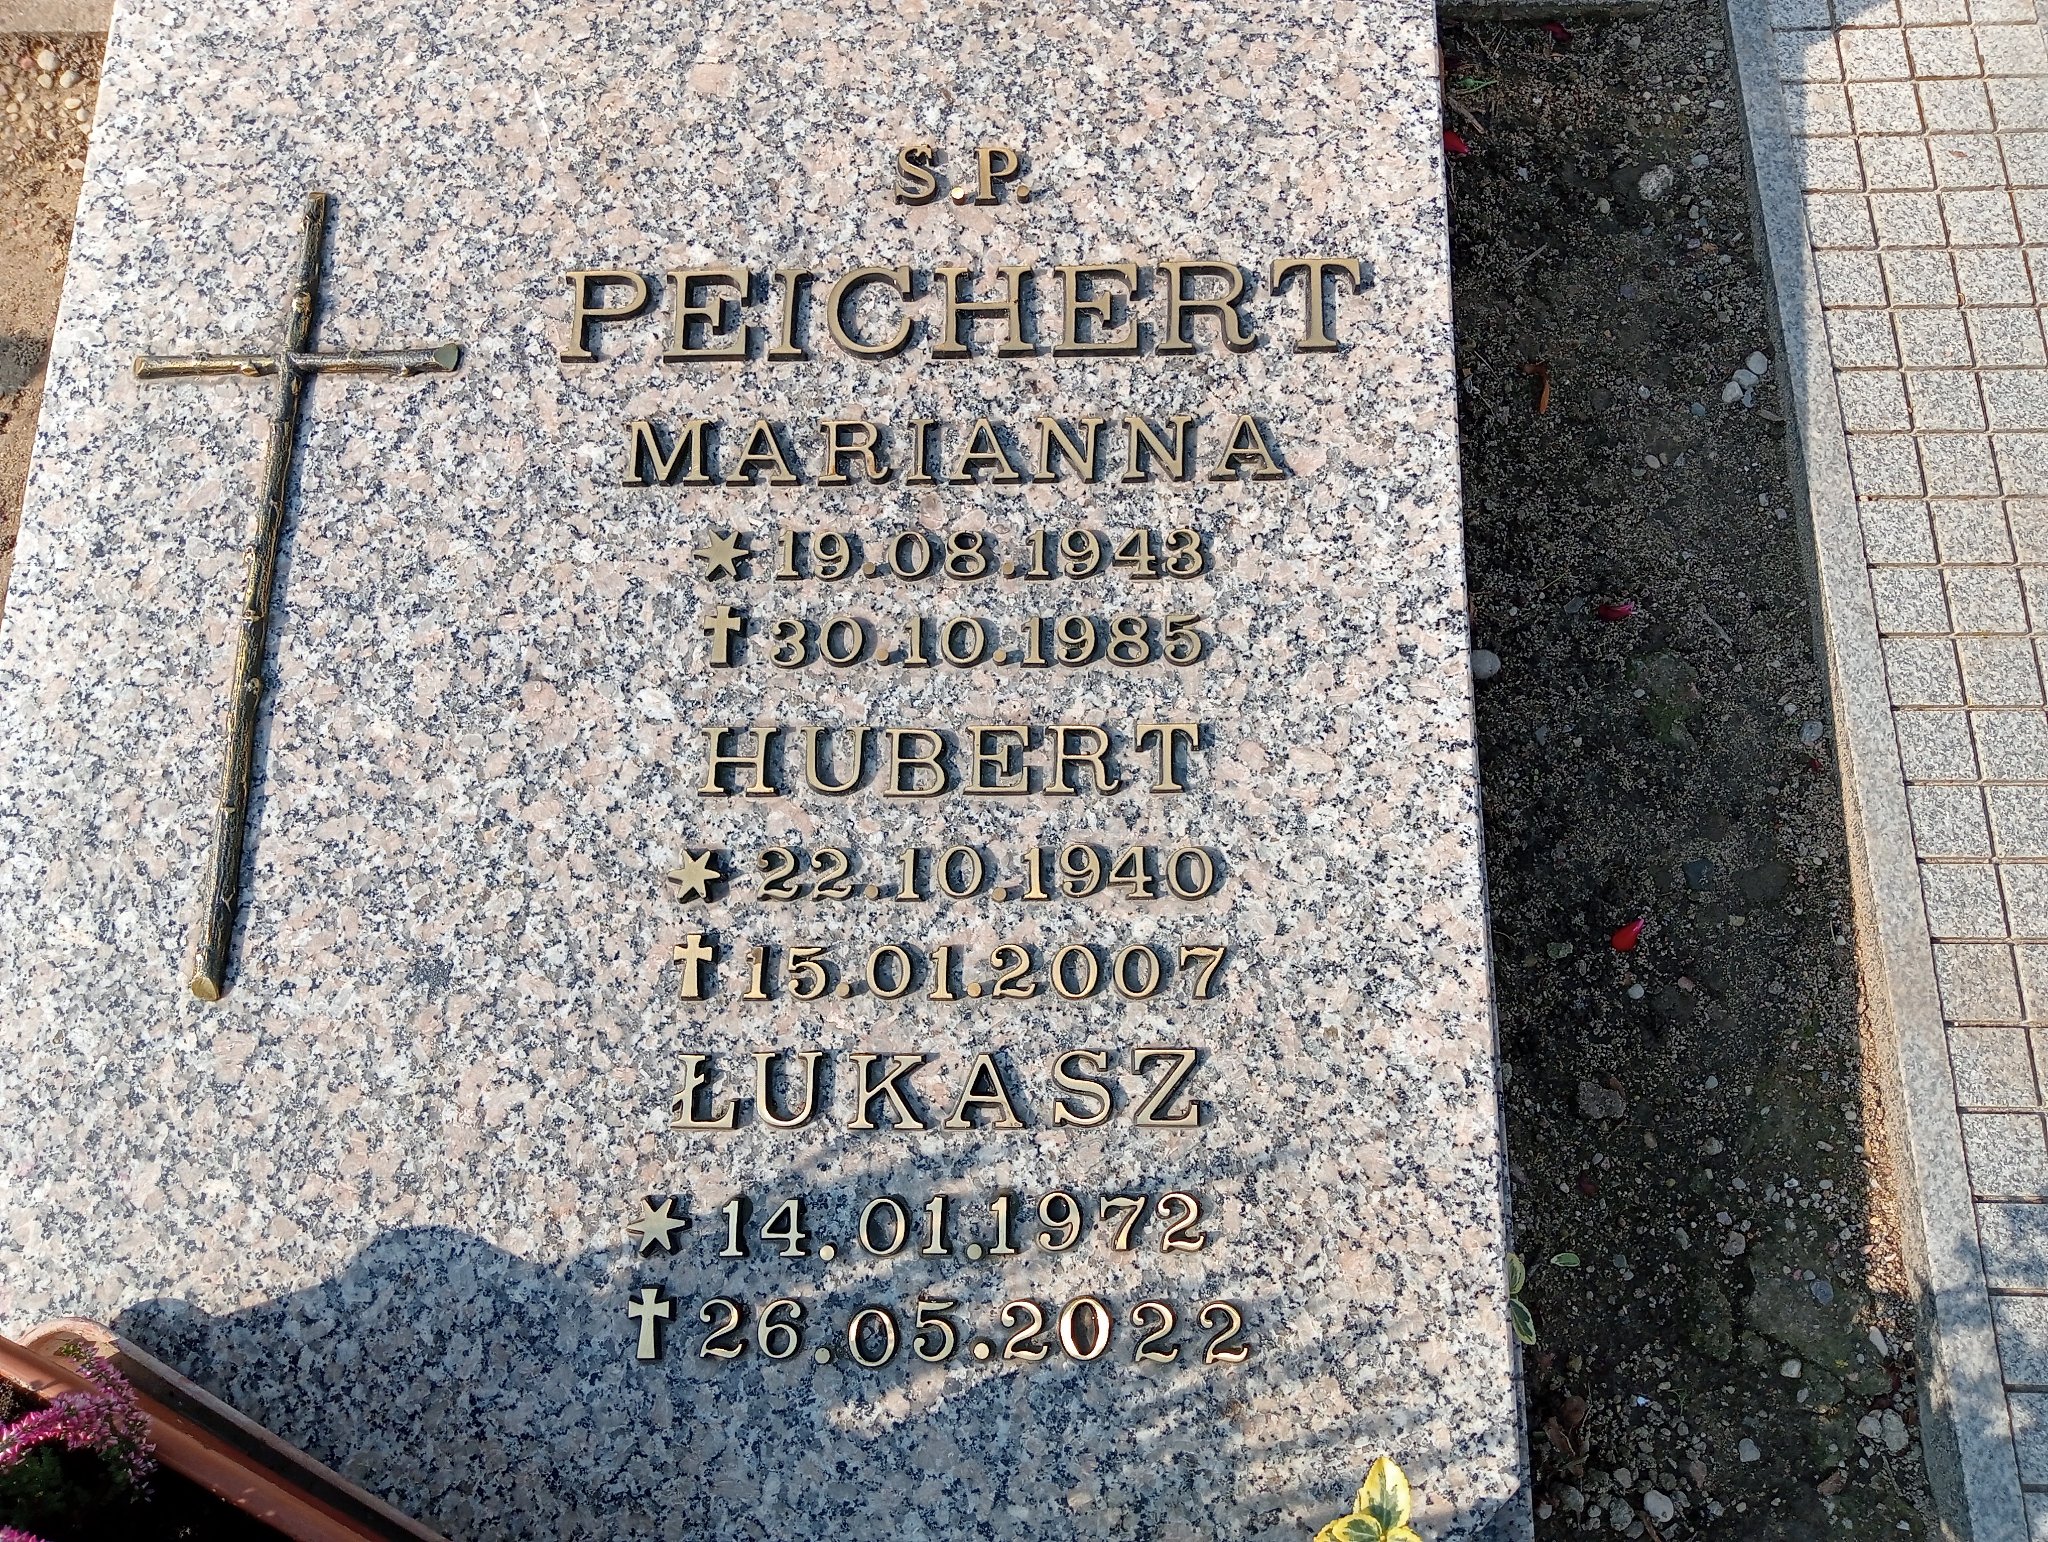 Ś.P.
PEICHERT
MARIANNA
* 19.08.1943
† 30.10.1985
HUBERT
* 22.10.1940
† 15.01.2007
ŁUKASZ
* 14.01.1972
† 26.05.2022